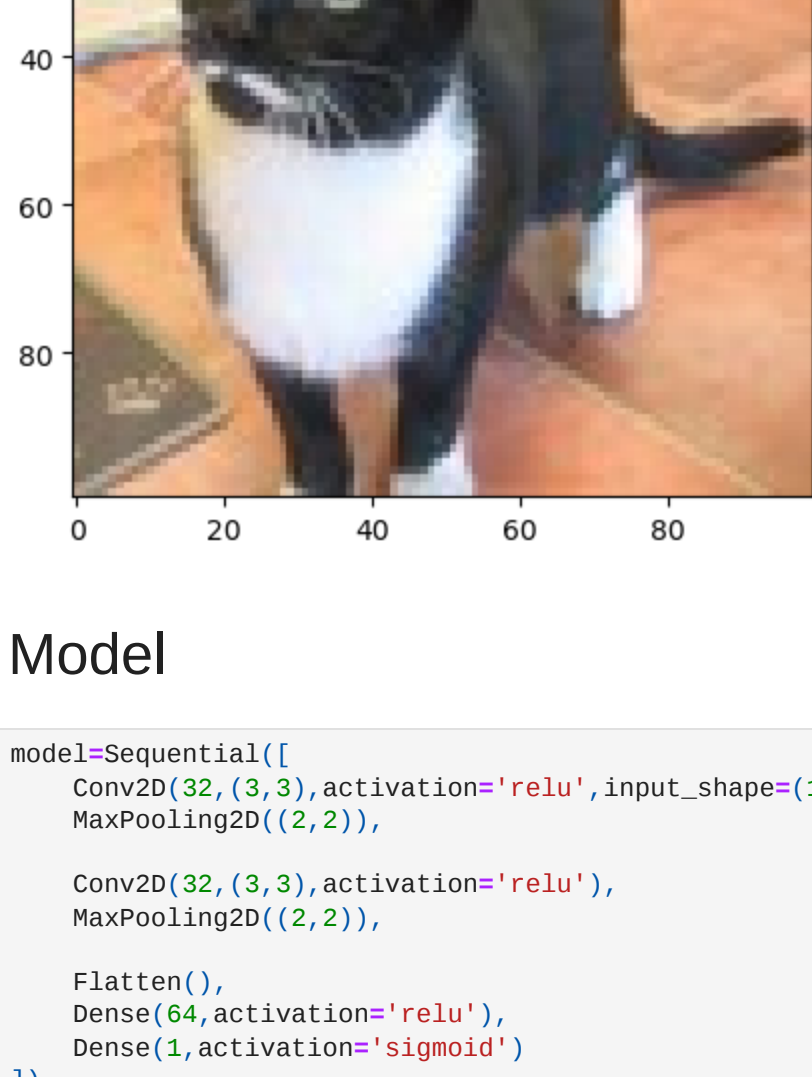 40
60
80
0 20 40 60 80
Model
model=Sequential([
    Conv2D(32,(3,3),activation='relu',input_shape=(1
    MaxPooling2D((2,2)),
    Conv2D(32,(3,3),activation='relu'),
    MaxPooling2D((2,2)),
    Flatten(),
    Dense(64,activation='relu'),
    Dense(1,activation='sigmoid')
])